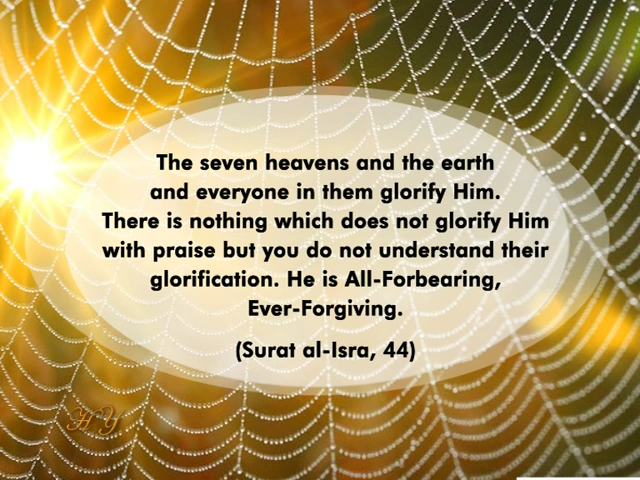 The seven heavens and the earth
and everyone in them glorify Him.
There is nothing which does not glorify Him
with praise but you do not understand their
glorification. He is All-Forbearing,
Ever-Forgiving.
(Surat al-Isra, 44)
HY